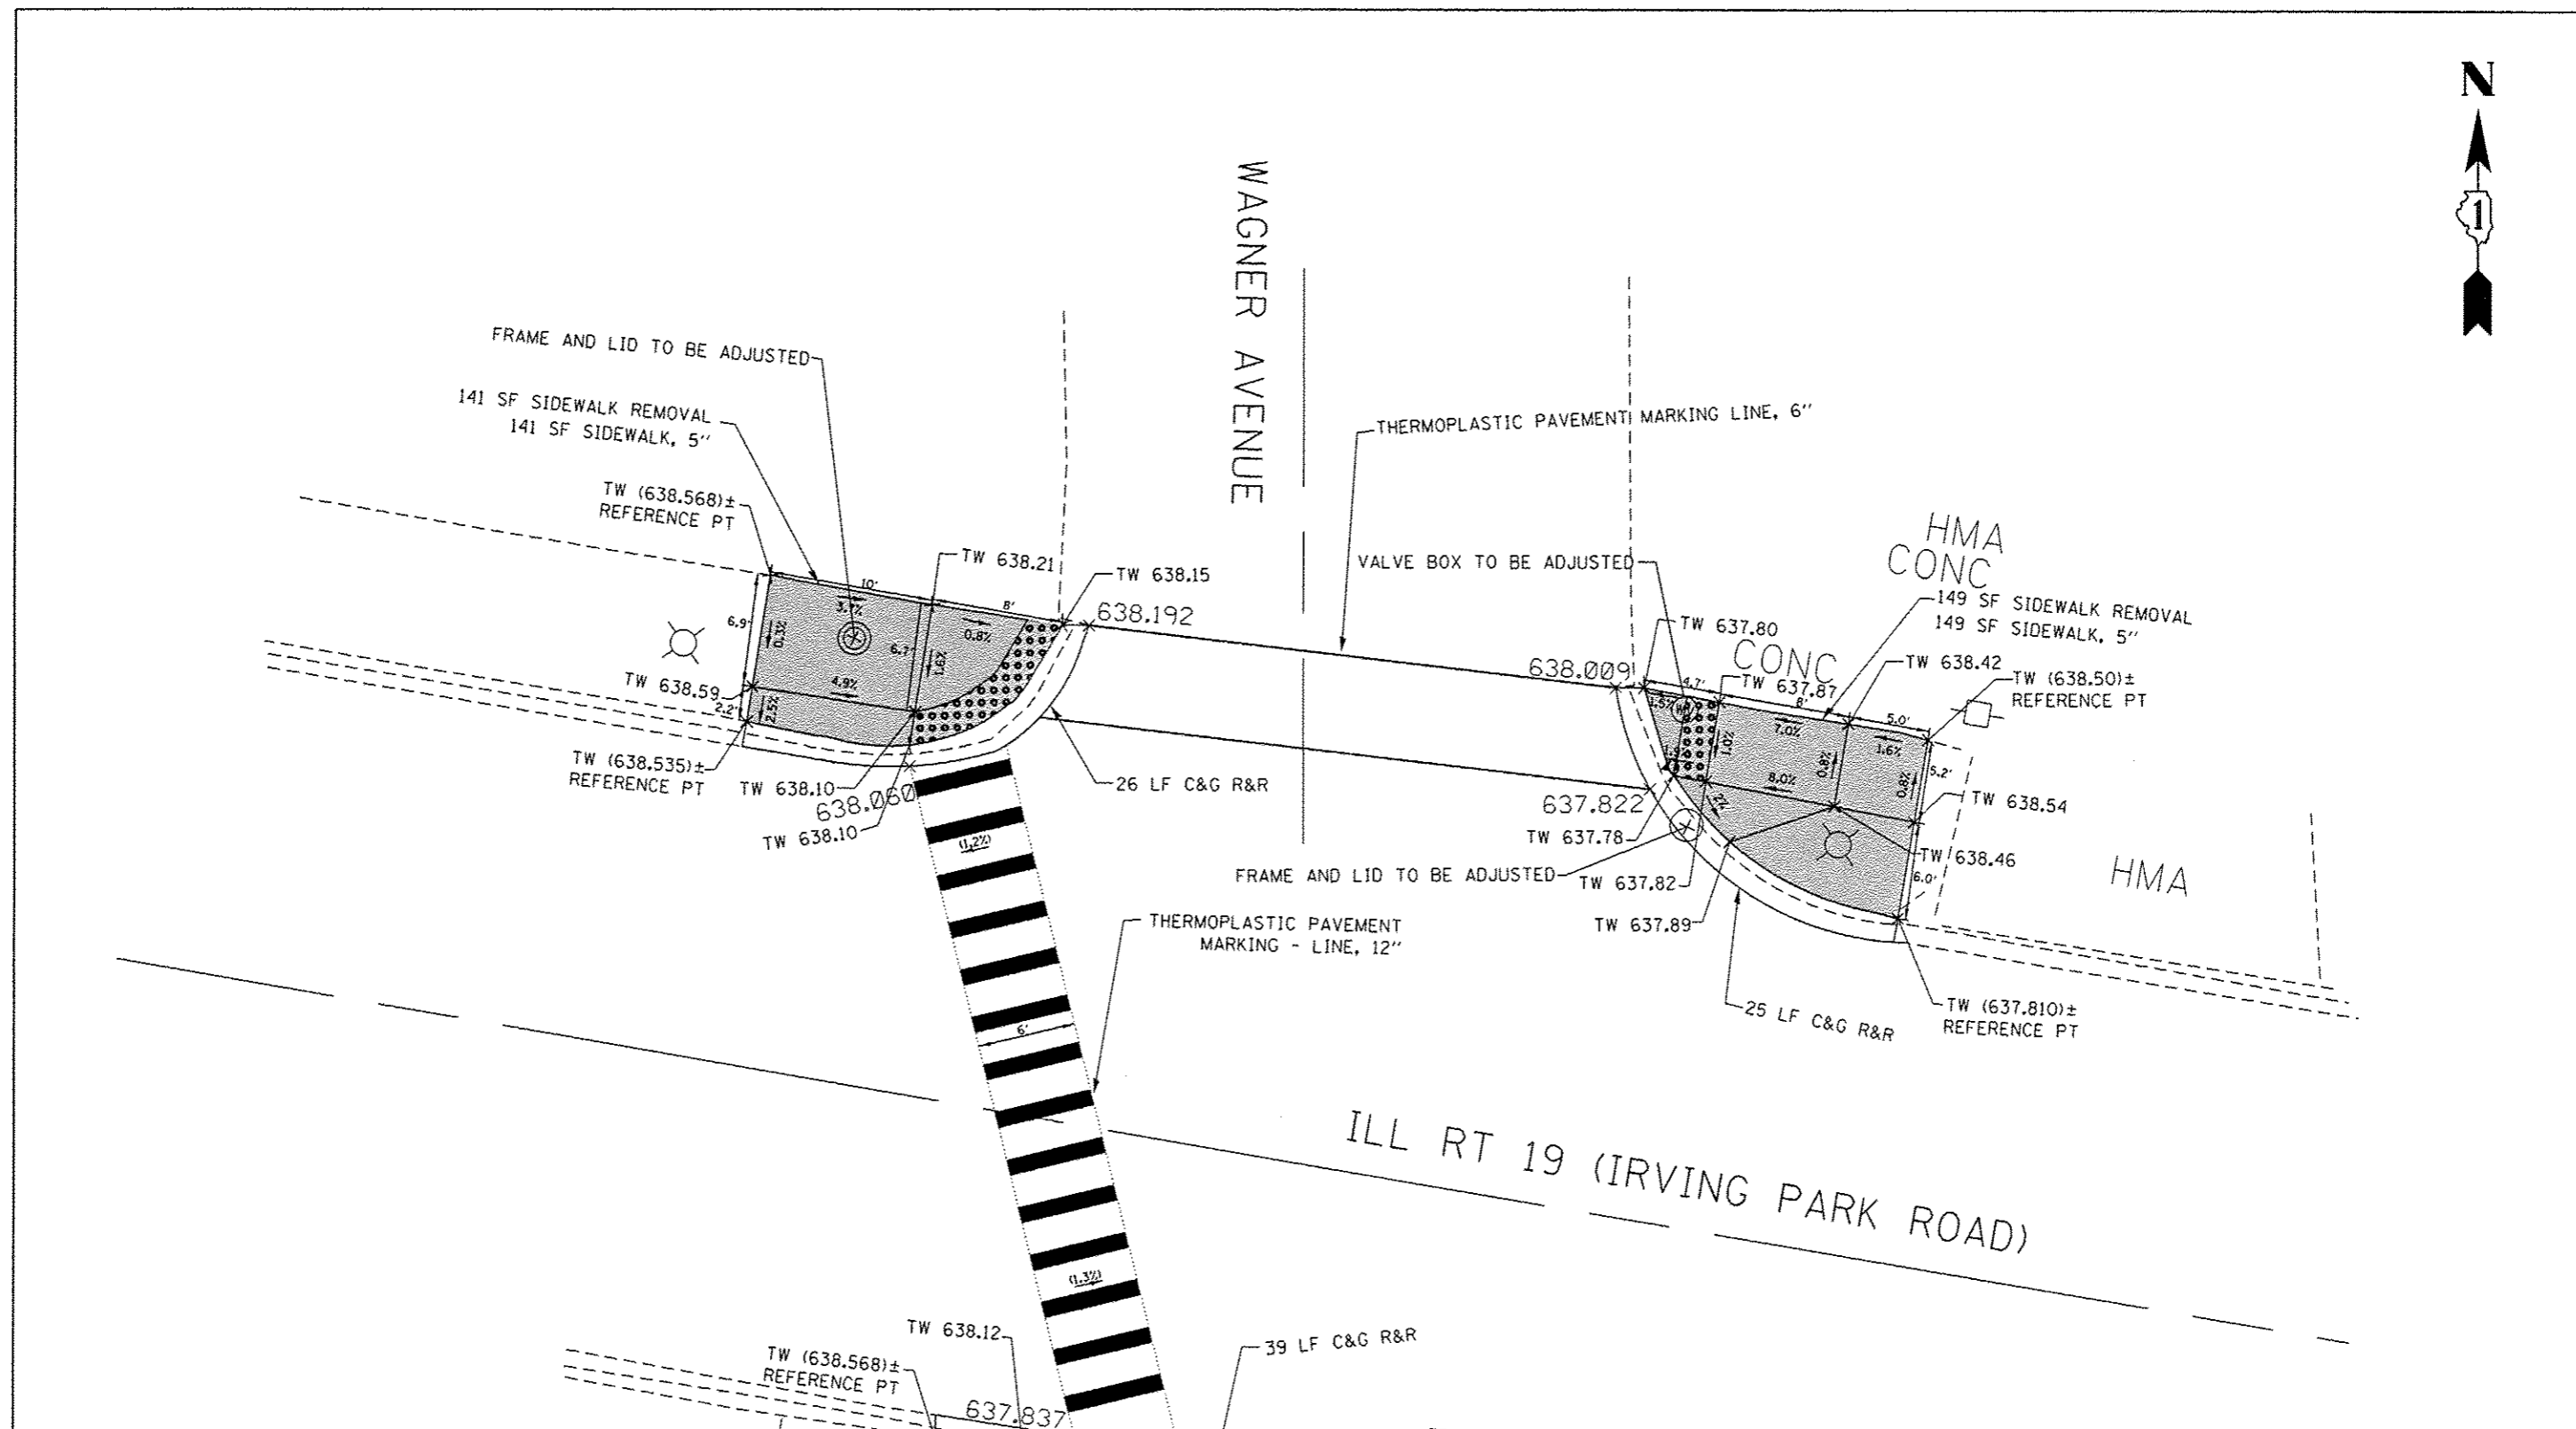 N
1
WAGNER AVENUE
FRAME AND LID TO BE ADJUSTED
141 SF SIDEWALK REMOVAL
141 SF SIDEWALK, 5"
TW (638.568)±
REFERENCE PT
THERMOPLASTIC PAVEMENT MARKING LINE, 6"
TW 638.21
TW 638.15
638.192
10'
3.7%
8'
0.8%
6.9'
0.3%
6.7'
1.6%
TW 638.59
4.9%
2.2'
2.5%
TW (638.535)±
REFERENCE PT
TW 638.10
638.060
TW 638.10
26 LF C&G R&R
VALVE BOX TO BE ADJUSTED
HMA
CONC
149 SF SIDEWALK REMOVAL
149 SF SIDEWALK, 5"
TW 637.80
CONC
TW 638.42
TW (638.50)±
REFERENCE PT
638.009
4.7'
TW 637.87
8'
5.0'
1.5%
7.0%
1.6%
1.0%
1.9%
8.0%
0.8%
0.8%
5.2'
2%
637.822
TW 638.54
TW 637.78
TW 638.46
FRAME AND LID TO BE ADJUSTED
TW 637.82
6.0'
HMA
TW 637.89
(1.2%)
THERMOPLASTIC PAVEMENT
MARKING - LINE, 12"
25 LF C&G R&R
TW (637.810)±
REFERENCE PT
6'
ILL RT 19 (IRVING PARK ROAD)
(1.3%)
TW 638.12
39 LF C&G R&R
TW (638.568)±
REFERENCE PT
637.837